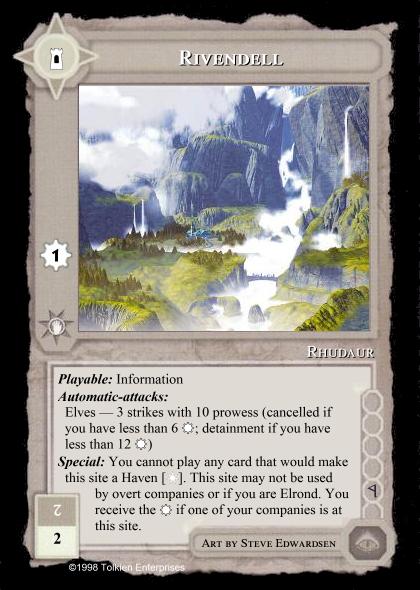 RIVENDELL
1
RHUDAUR
Playable: Information
Automatic-attacks:
Elves — 3 strikes with 10 prowess (cancelled if
you have less than 6 ; detainment if you have
less than 12 )
Special: You cannot play any card that would make
this site a Haven [ ]. This site may not be used
by overt companies or if you are Elrond. You
receive the if one of your companies is at
this site.
2
2
ART BY STEVE EDWARDSEN
©1998 Tolkien Enterprises